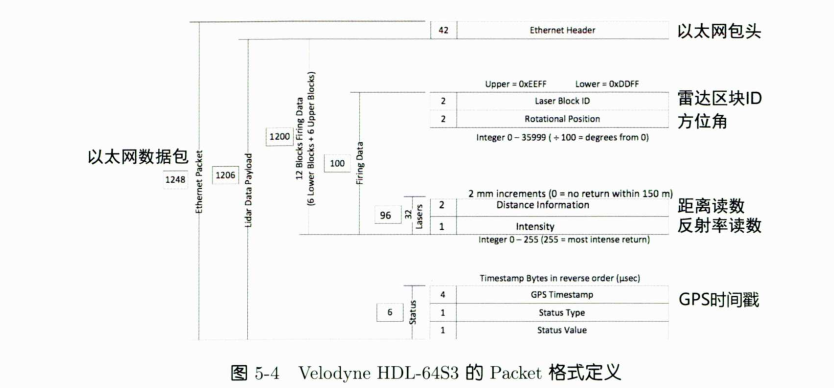 42 Ethernet Header 以太网包头
Upper = 0xEEFF Lower = 0xDDFF
2 Laser Block ID 雷达区块ID
2 Rotational Position 方位角
Integer 0 – 35999 ( ÷ 100 = degrees from 0)
以太网数据包
1248
Ethernet Packet
1206
Lidar Data Payload
1200
12 Blocks Firing Data
(6 Lower Blocks + 6 Upper Blocks)
100
Firing Data
96
32
Lasers
2 mm increments (0 = no return within 150 m)
2 Distance Information 距离读数
1 Intensity 反射率读数
Integer 0 – 255 (255 = most intense return)
Timestamp Bytes in reverse order (μsec)
6
Status
4 GPS Timestamp GPS时间戳
1 Status Type
1 Status Value
图 5-4 Velodyne HDL-64S3 的 Packet 格式定义